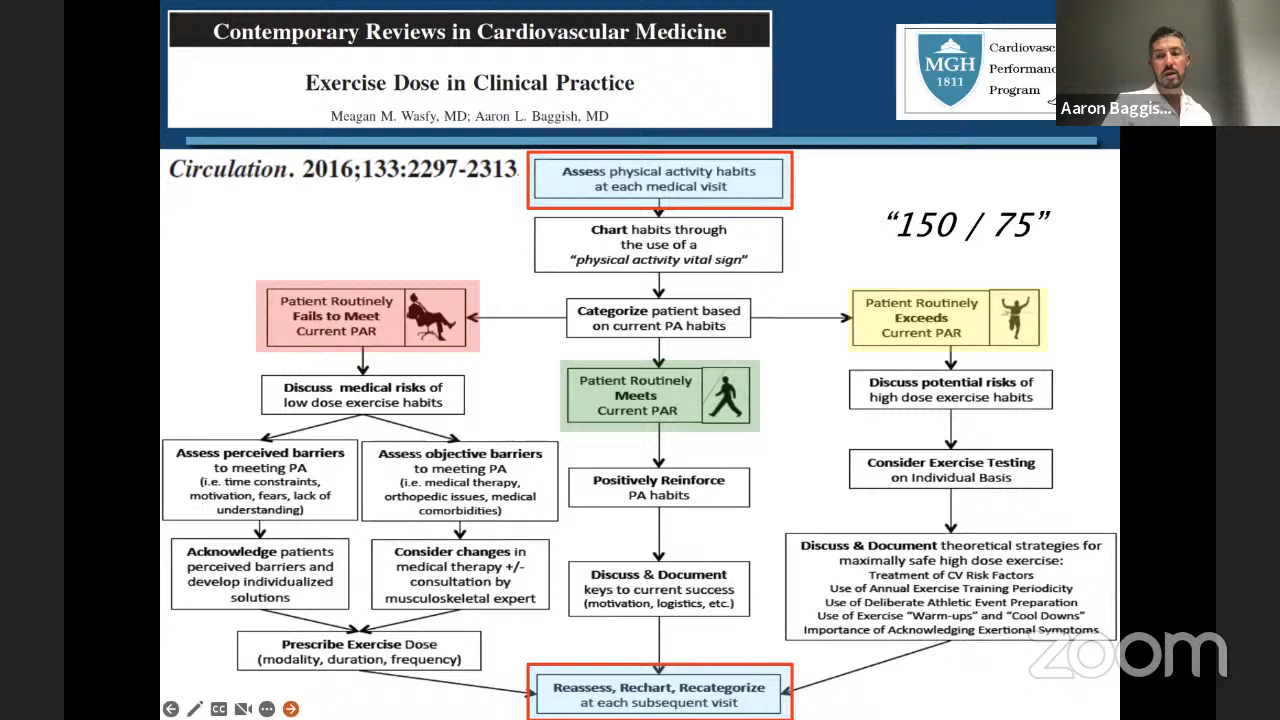 Contemporary Reviews in Cardiovascular Medicine
Exercise Dose in Clinical Practice
Meagan M. Wasfy, MD; Aaron L. Baggish, MD
MGH
1811
Cardiovasc
Performanc
Program
Aaron Baggis...
Circulation. 2016;133:2297-2313.
Assess physical activity habits
at each medical visit
"150 / 75"
Chart habits through
the use of a
"physical activity vital sign"
Categorize patient based
on current PA habits
Patient Routinely
Fails to Meet
Current PAR
Patient Routinely
Meets
Current PAR
Patient Routinely
Exceeds
Current PAR
Discuss medical risks of
low dose exercise habits
Assess perceived barriers
to meeting PA
(i.e. time constraints,
motivation, fears, lack of
understanding)
Assess objective barriers
to meeting PA
(i.e. medical therapy,
orthopedic issues, medical
comorbidities)
Acknowledge patients
perceived barriers and
develop individualized
solutions
Consider changes in
medical therapy +/-
consultation by
musculoskeletal expert
Prescribe Exercise Dose
(modality, duration, frequency)
Positively Reinforce
PA habits
Discuss & Document
keys to current success
(motivation, logistics, etc.)
Discuss potential risks of
high dose exercise habits
Consider Exercise Testing
on Individual Basis
Discuss & Document theoretical strategies for
maximally safe high dose exercise:
Treatment of CV Risk Factors
Use of Annual Exercise Training Periodicity
Use of Deliberate Athletic Event Preparation
Use of Exercise "Warm-ups" and "Cool Downs"
Importance of Acknowledging Exertional Symptoms
Reassess, Rechart, Recategorize
at each subsequent visit
CC
zoom